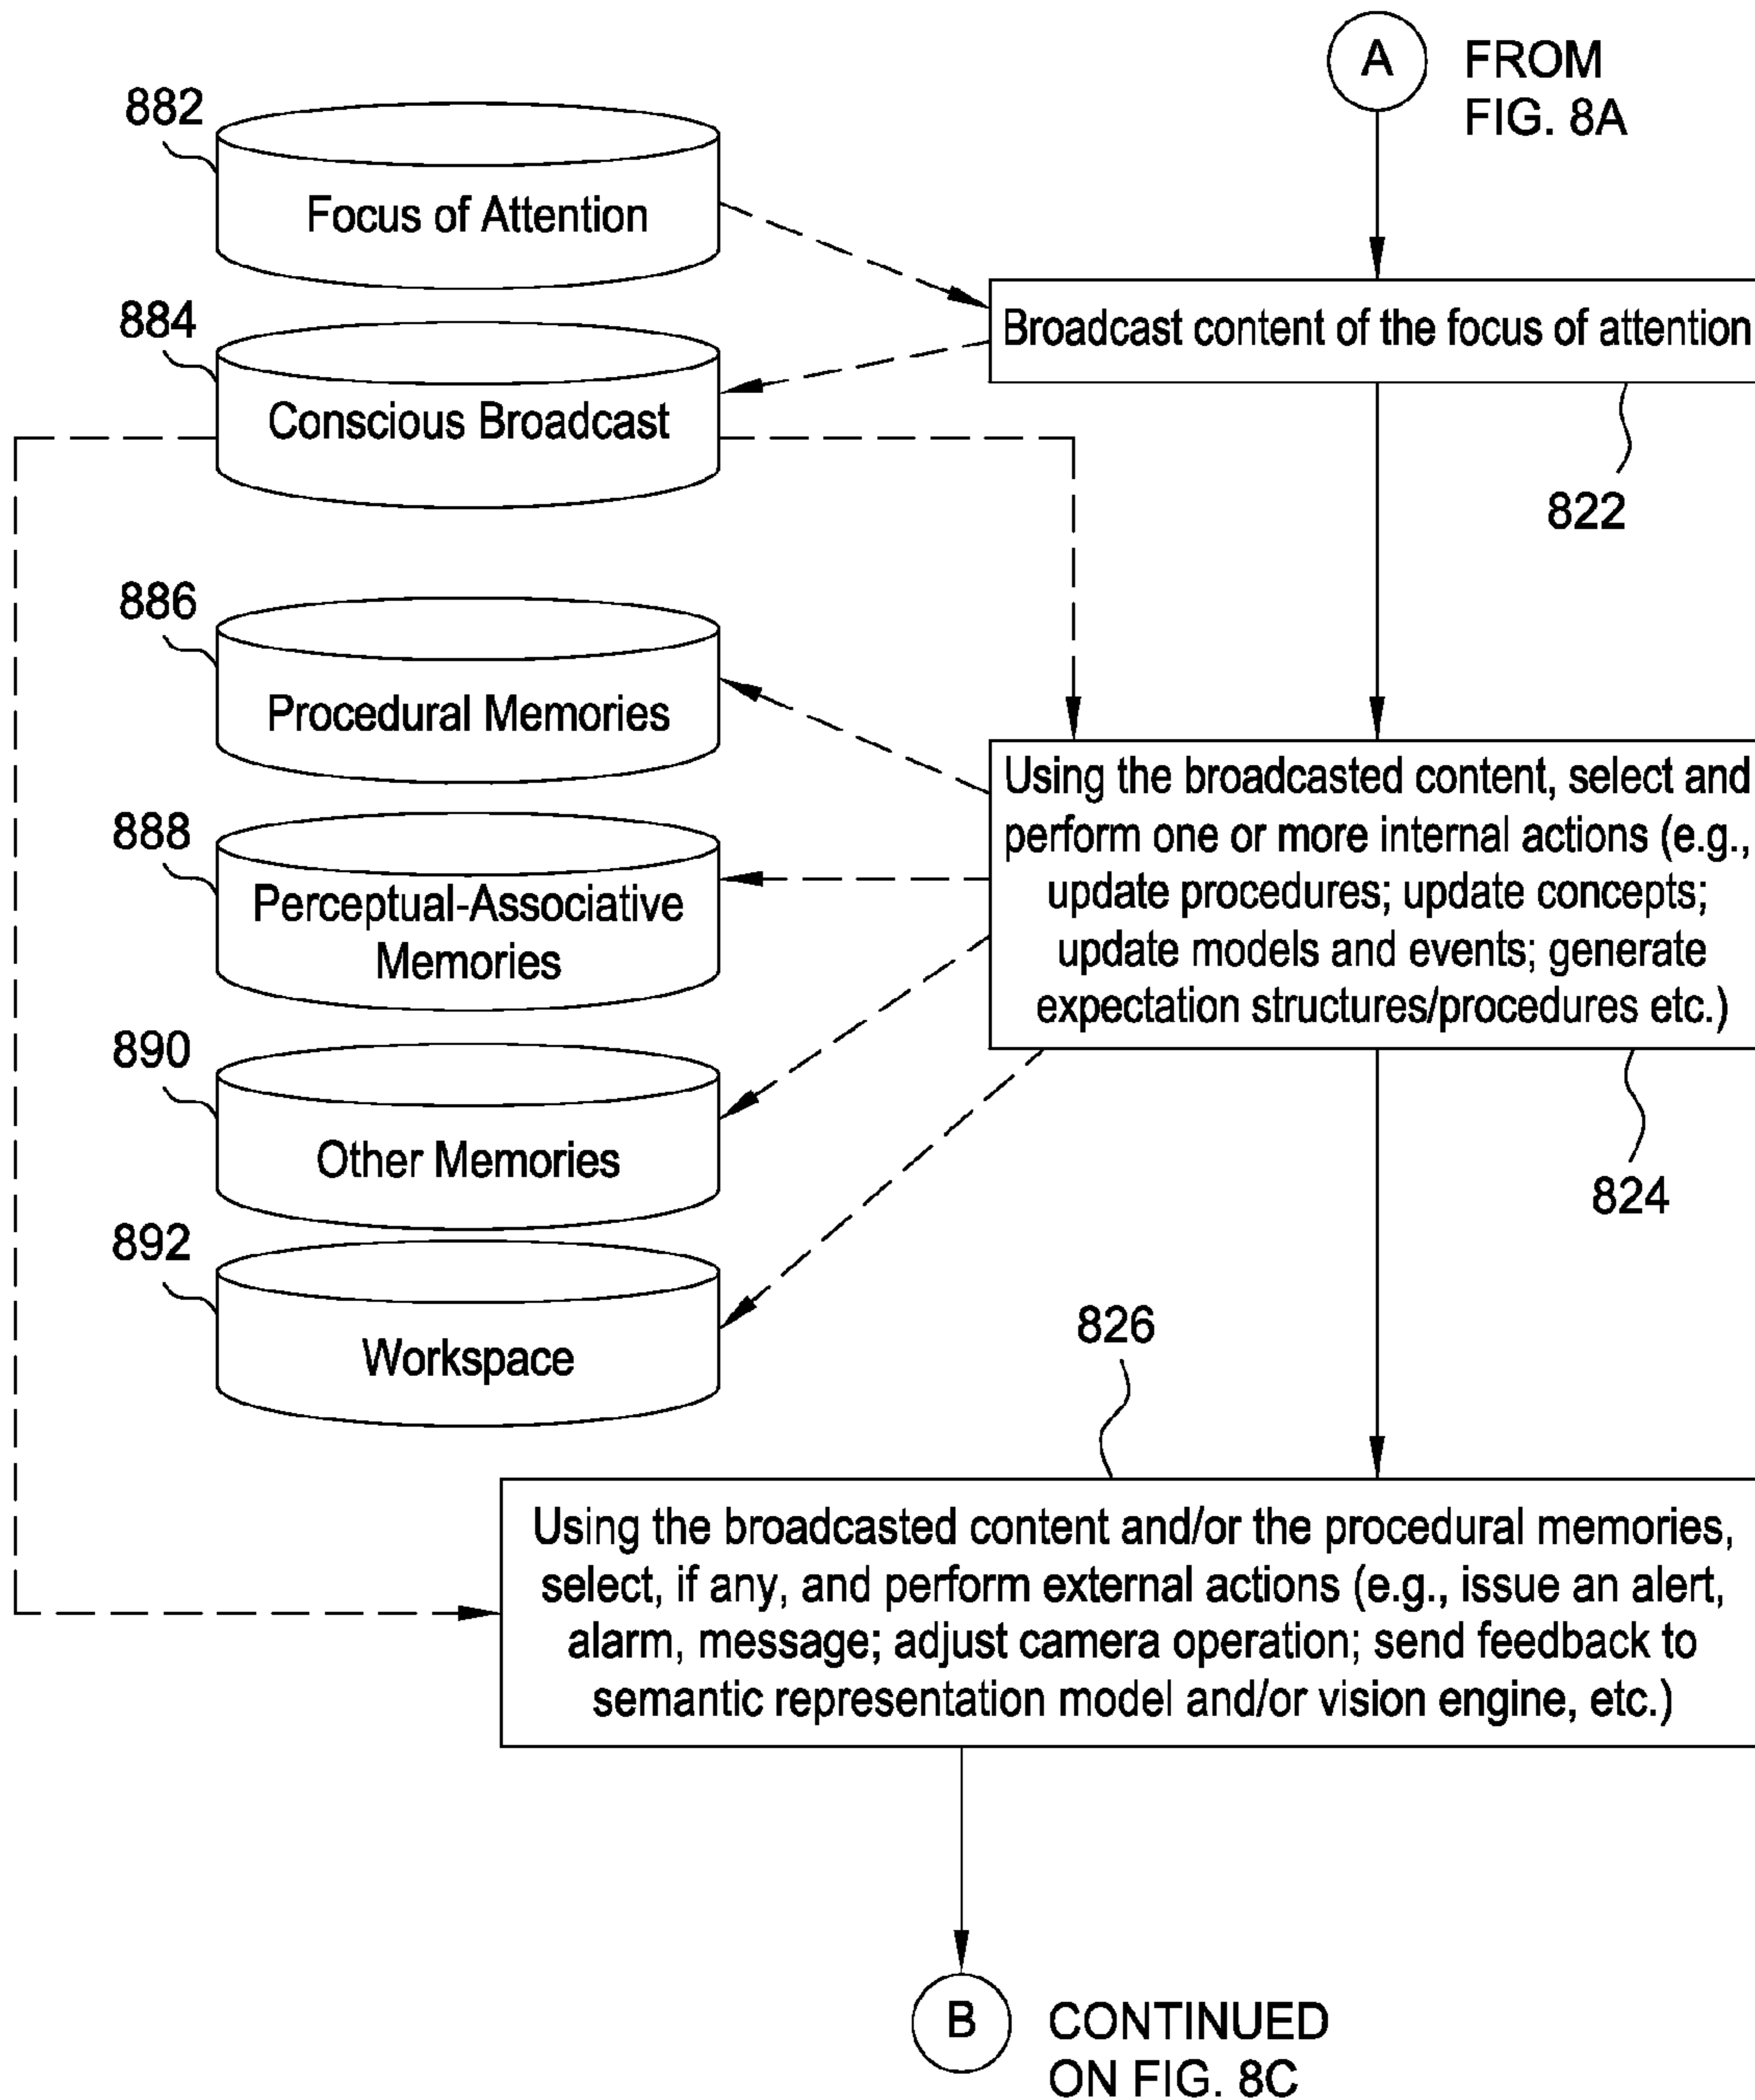 A
FROM
FIG. 8A
882
Focus of Attention
Broadcast content of the focus of attention
822
884
Conscious Broadcast
886
Procedural Memories
Using the broadcasted content, select and
perform one or more internal actions (e.g.,
update procedures; update concepts;
update models and events; generate
expectation structures/procedures etc.)
824
888
Perceptual-Associative
Memories
890
Other Memories
892
Workspace
826
Using the broadcasted content and/or the procedural memories,
select, if any, and perform external actions (e.g., issue an alert,
alarm, message; adjust camera operation; send feedback to
semantic representation model and/or vision engine, etc.)
B
CONTINUED
ON FIG. 8C